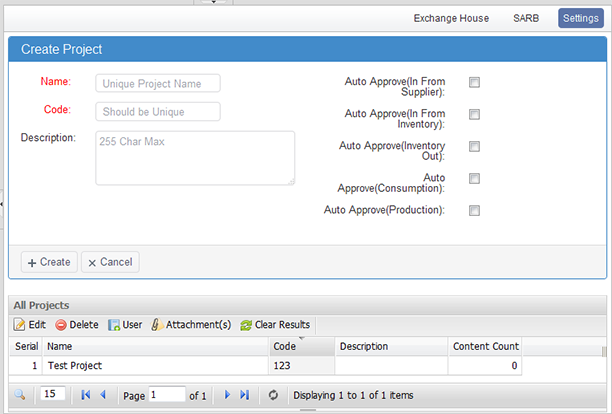 Exchange House SARB Settings
Create Project
Name: Unique Project Name
Code: Should be Unique
Description: 255 Char Max
Auto Approve(In From
Supplier):
Auto Approve(In From
Inventory):
Auto Approve(Inventory
Out):
Auto
Approve(Consumption):
Auto Approve(Production):
+ Create × Cancel
All Projects
Edit Delete User Attachment(s) Clear Results
Serial Name Code Description Content Count
1 Test Project 123 0
15 Page 1 of 1 Displaying 1 to 1 of 1 items